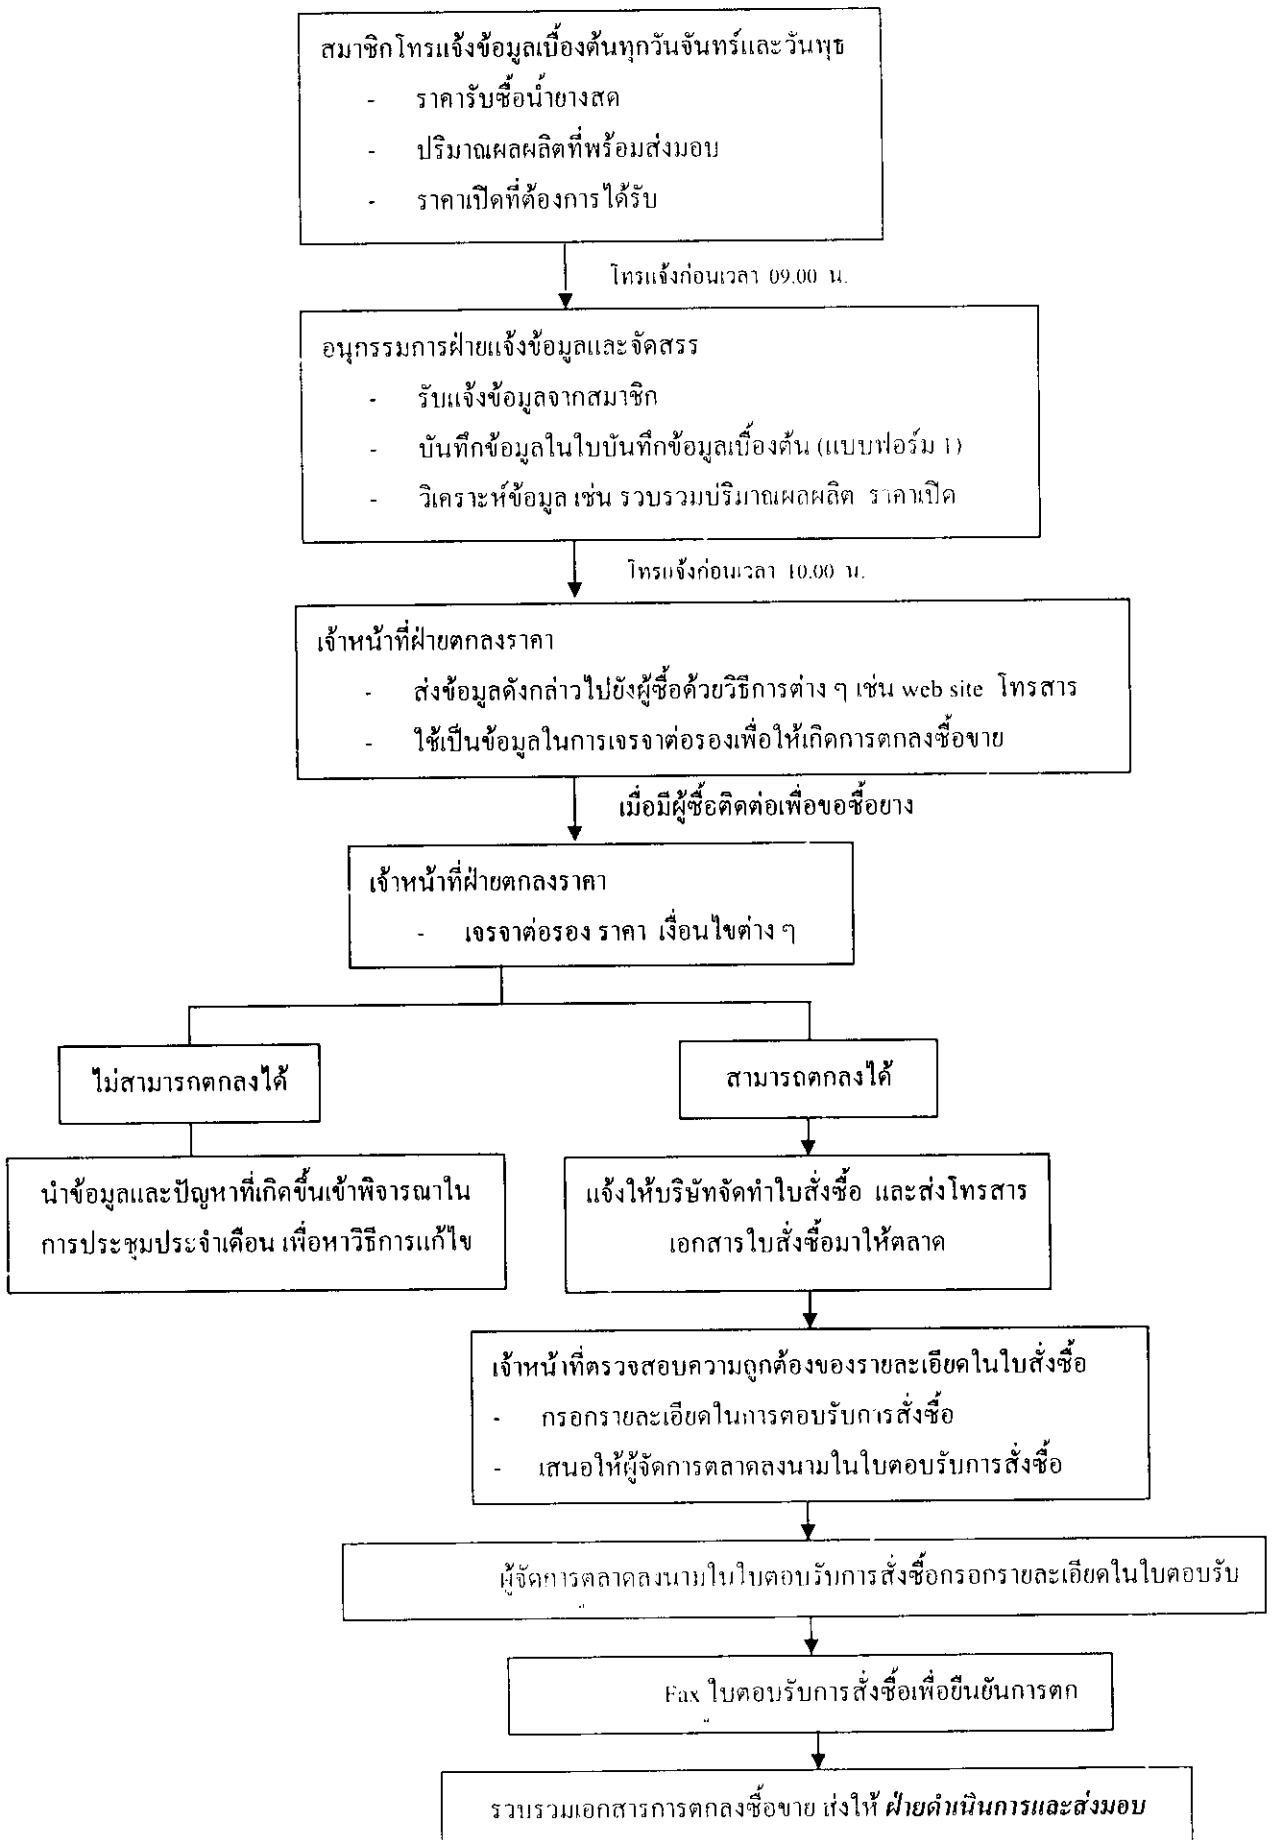 สมาชิกโทรแจ้งข้อมูลเบื้องต้นทุกวันจันทร์และวันพุธ
- ราคารับซื้อน้ำยางสด
- ปริมาณผลผลิตที่พร้อมส่งมอบ
- ราคาเปิดที่ต้องการได้รับ
โทรแจ้งก่อนเวลา 09.00 น.
อนุกรรมการฝ่ายแจ้งข้อมูลและจัดสรร
- รับแจ้งข้อมูลจากสมาชิก
- บันทึกข้อมูลในใบบันทึกข้อมูลเบื้องต้น (แบบฟอร์ม 1)
- วิเคราะห์ข้อมูล เช่น รวบรวมปริมาณผลผลิต ราคาเปิด
โทรแจ้งก่อนเวลา 10.00 น.
เจ้าหน้าที่ฝ่ายตกลงราคา
- ส่งข้อมูลดังกล่าวไปยังผู้ซื้อด้วยวิธีการต่าง ๆ เช่น web site โทรสาร
- ใช้เป็นข้อมูลในการเจรจาต่อรองเพื่อให้เกิดการตกลงซื้อขาย
เมื่อมีผู้ซื้อติดต่อเพื่อขอซื้อยาง
เจ้าหน้าที่ฝ่ายตกลงราคา
- เจรจาต่อรอง ราคา เงื่อนไขต่าง ๆ
ไม่สามารถตกลงได้
สามารถตกลงได้
นำข้อมูลและปัญหาที่เกิดขึ้นเข้าพิจารณาใน
การประชุมประจำเดือน เพื่อหาวิธีการแก้ไข
แจ้งให้บริษัทจัดทำใบสั่งซื้อ และส่งโทรสาร
เอกสารใบสั่งซื้อมาให้ตลาด
เจ้าหน้าที่ตรวจสอบความถูกต้องของรายละเอียดในใบสั่งซื้อ
- กรอกรายละเอียดในการตอบรับการสั่งซื้อ
- เสนอให้ผู้จัดการตลาดลงนามในใบตอบรับการสั่งซื้อ
ผู้จัดการตลาดลงนามในใบตอบรับการสั่งซื้อกรอกรายละเอียดในใบตอบรับ
Fax ใบตอบรับการสั่งซื้อเพื่อยืนยันการตก
รวบรวมเอกสารการตกลงซื้อขาย ส่งให้ ฝ่ายดำเนินการและส่งมอบ